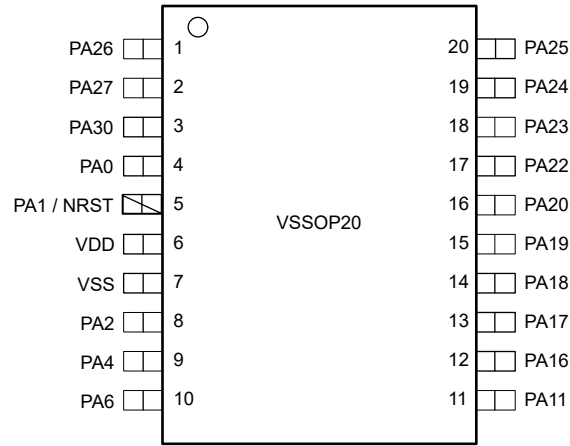 PA26 1 20 PA25
PA27 2 19 PA24
PA30 3 18 PA23
PA0 4 17 PA22
PA1 / NRST 5 16 PA20
VSSOP20
VDD 6 15 PA19
VSS 7 14 PA18
PA2 8 13 PA17
PA4 9 12 PA16
PA6 10 11 PA11